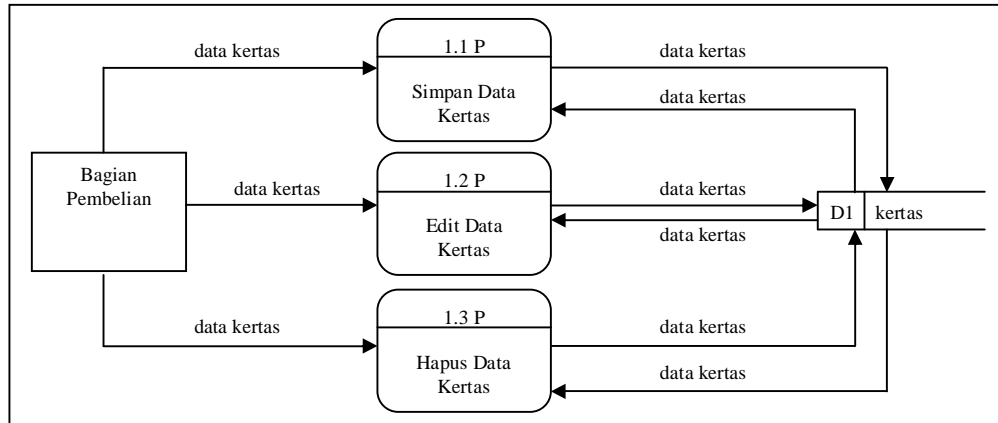 1.1 P
data kertas
data kertas
Simpan Data
Kertas
data kertas
Bagian
Pembelian
1.2 P
data kertas
data kertas
Edit Data
Kertas
D1
kertas
data kertas
1.3 P
data kertas
data kertas
Hapus Data
Kertas
data kertas